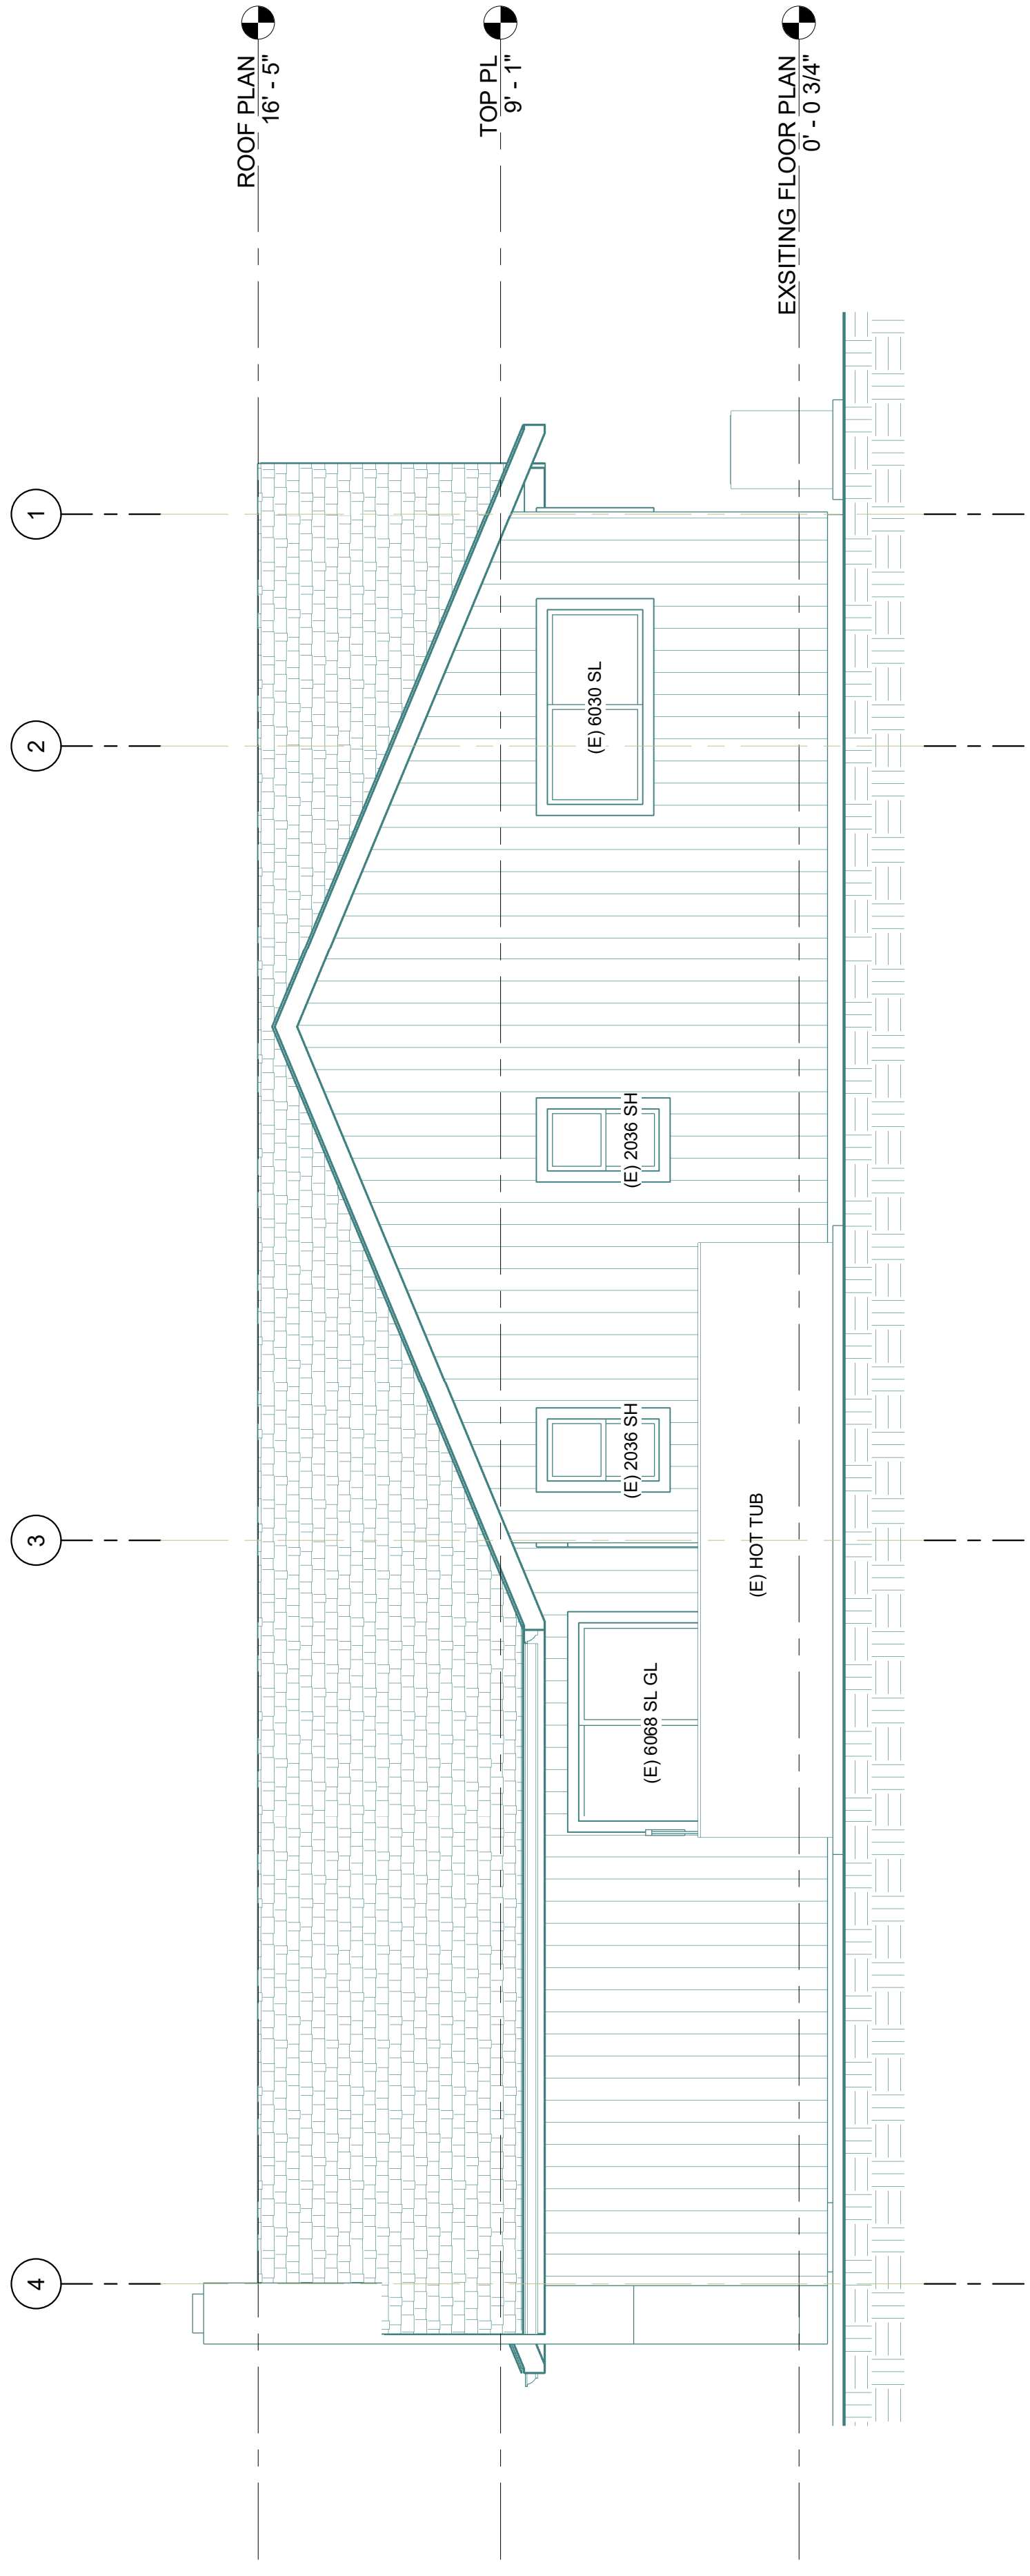 4
3
2
1
ROOF PLAN
16' - 5"
TOP PL
9' - 1"
(E) 6068 SL GL
(E) 2036 SH
(E) 2036 SH
(E) 6030 SL
(E) HOT TUB
EXSITING FLOOR PLAN
0' - 0 3/4"